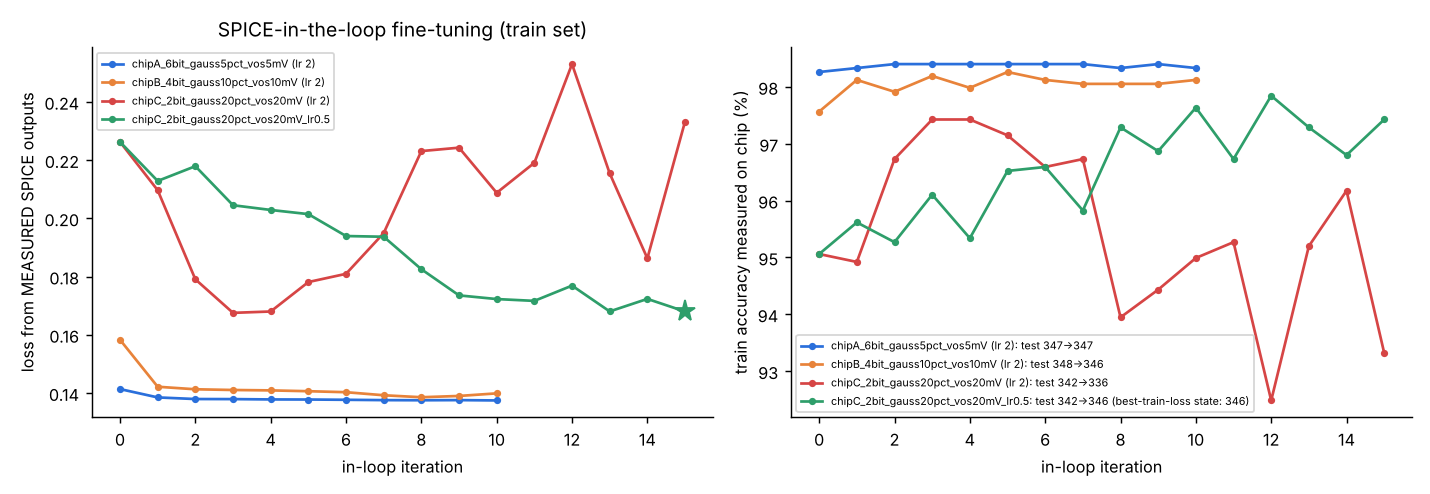 SPICE-in-the-loop fine-tuning (train set)
loss from MEASURED SPICE outputs
0.24
0.22
0.20
0.18
0.16
0.14
chipA_6bit_gauss5pct_vos5mV (lr 2)
chipB_4bit_gauss10pct_vos10mV (lr 2)
chipC_2bit_gauss20pct_vos20mV (lr 2)
chipC_2bit_gauss20pct_vos20mV_lr0.5
0 2 4 6 8 10 12 14
in-loop iteration
train accuracy measured on chip (%)
98
97
96
95
94
93
chipA_6bit_gauss5pct_vos5mV (lr 2): test 347→347
chipB_4bit_gauss10pct_vos10mV (lr 2): test 348→346
chipC_2bit_gauss20pct_vos20mV (lr 2): test 342→336
chipC_2bit_gauss20pct_vos20mV_lr0.5: test 342→346 (best-train-loss state: 346)
0 2 4 6 8 10 12 14
in-loop iteration